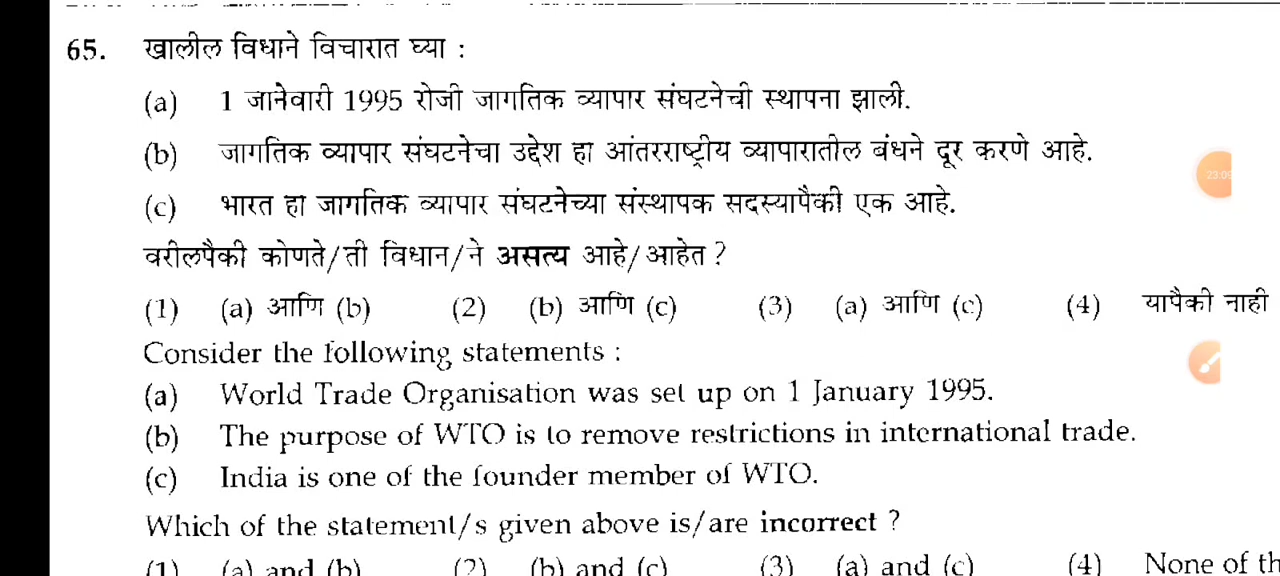 65. खालील विधाने विचारात घ्या :
(a) 1 जानेवारी 1995 रोजी जागतिक व्यापार संघटनेची स्थापना झाली.
(b) जागतिक व्यापार संघटनेचा उद्देश हा आंतरराष्ट्रीय व्यापारातील बंधने दूर करणे आहे.
(c) भारत हा जागतिक व्यापार संघटनेच्या संस्थापक सदस्यापैकी एक आहे.
वरीलपैकी कोणते/ती विधान/ने असत्य आहे/आहेत ?
(1) (a) आणि (b) (2) (b) आणि (c) (3) (a) आणि (c) (4) यापैकी नाही
Consider the following statements :
(a) World Trade Organisation was set up on 1 January 1995.
(b) The purpose of WTO is to remove restrictions in international trade.
(c) India is one of the founder member of WTO.
Which of the statement/s given above is/are incorrect ?
(1) (a) and (b) (2) (b) and (c) (3) (a) and (c) (4) None of th